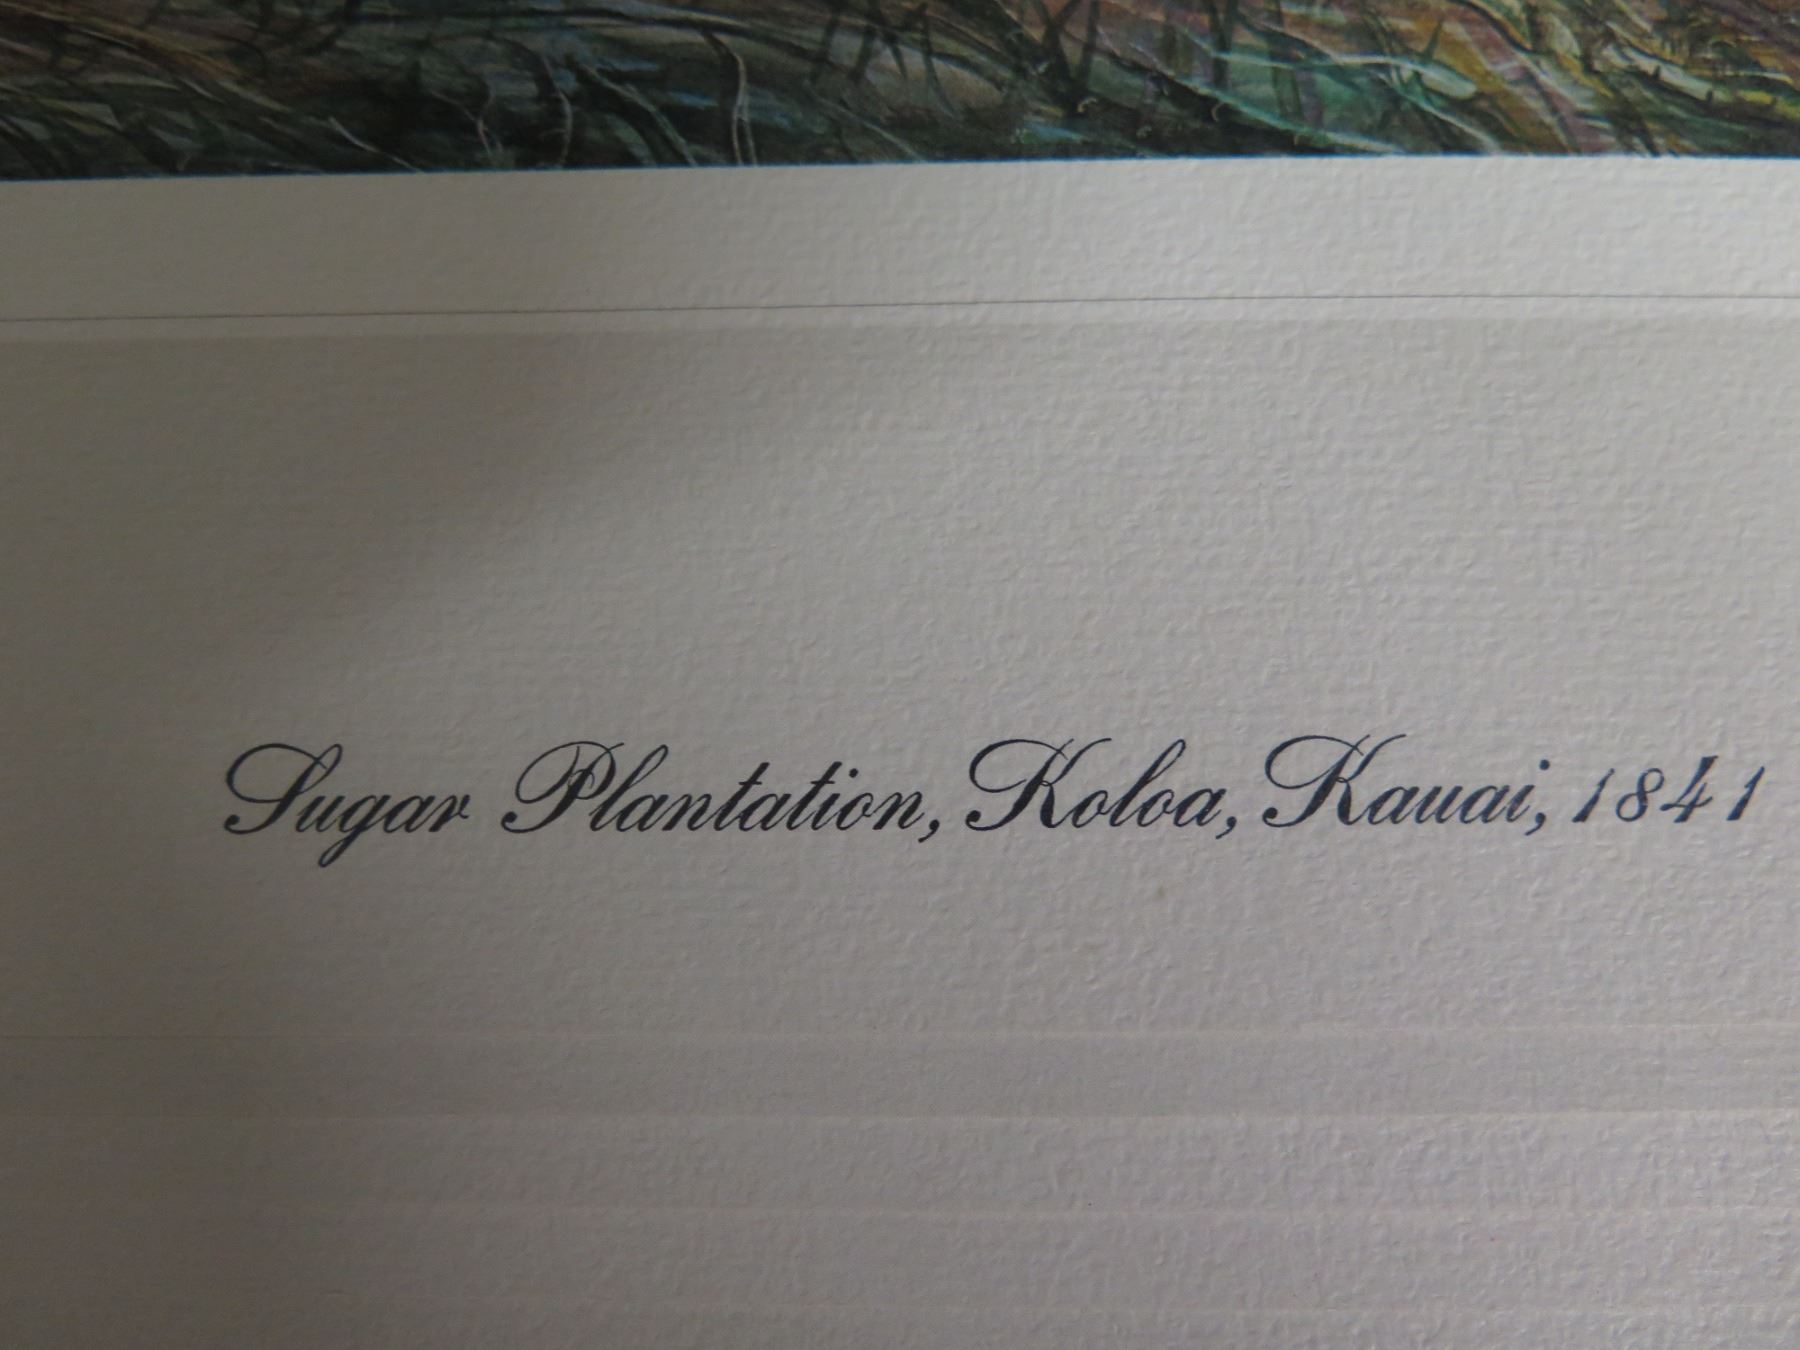 Sugar Plantation, Koloa, Kauai, 1841